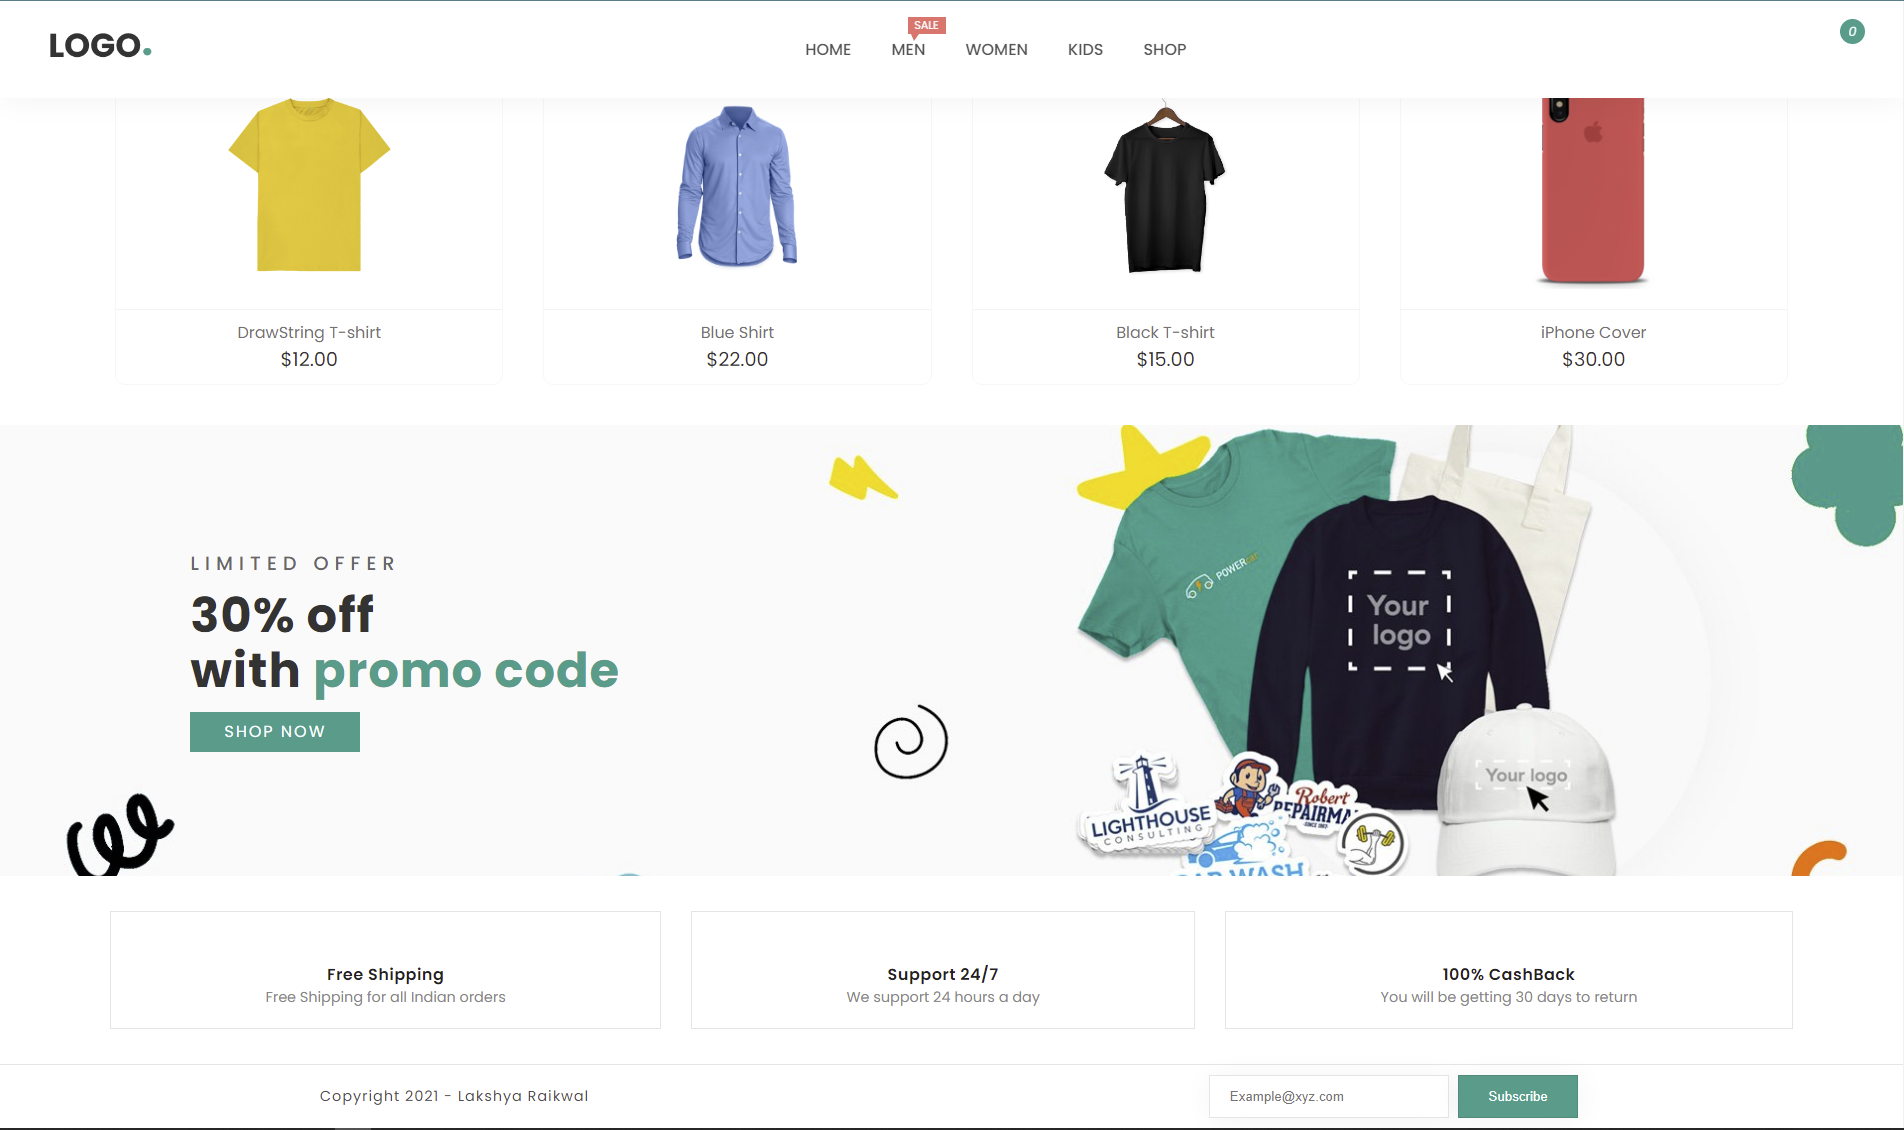 LOGO.
SALE
HOME MEN WOMEN KIDS SHOP
0
DrawString T-shirt
$12.00
Blue Shirt
$22.00
Black T-shirt
$15.00
iPhone Cover
$30.00
LIMITED OFFER
30% off
with promo code
SHOP NOW
POWER
Your
logo
Your logo
LIGHTHOUSE
CONSULTING
Robert
REPAIRMA
SINCE 1987
CAR WASH
Free Shipping
Free Shipping for all Indian orders
Support 24/7
We support 24 hours a day
100% CashBack
You will be getting 30 days to return
Copyright 2021 - Lakshya Raikwal
Example@xyz.com
Subscribe